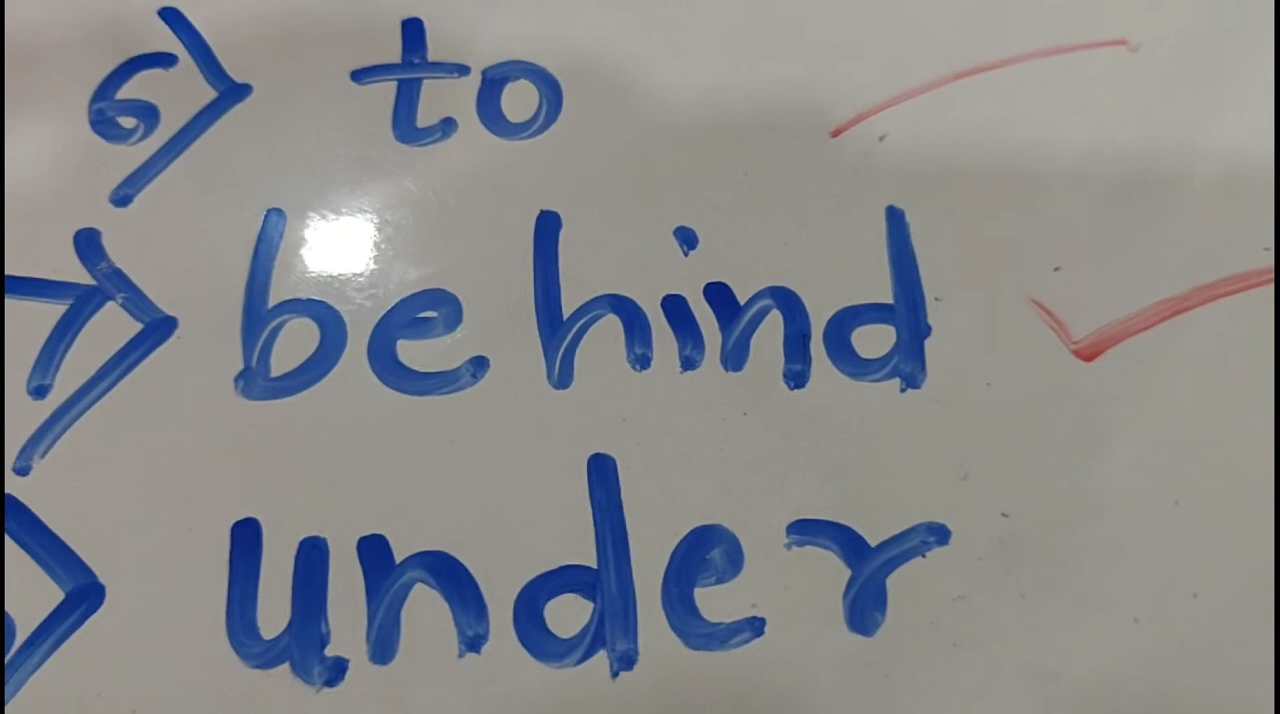 6> to
7> behind
> under